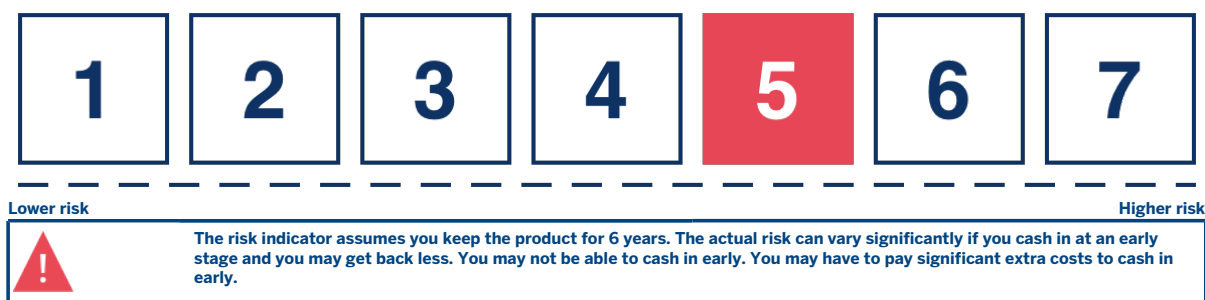 1 2 3 4 5 6 7
Lower risk Higher risk
!
The risk indicator assumes you keep the product for 6 years. The actual risk can vary significantly if you cash in at an early
stage and you may get back less. You may not be able to cash in early. You may have to pay significant extra costs to cash in
early.